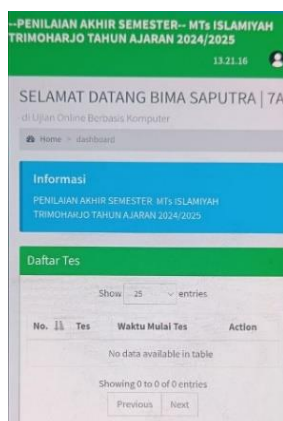 --PENILAIAN AKHIR SEMESTER-- MTs ISLAMIYAH
TRIMOHARJO TAHUN AJARAN 2024/2025
13.21.16
SELAMAT DATANG BIMA SAPUTRA | 7A
di Ujian Online Berbasis Komputer
Home > dashboard
Informasi
PENILAIAN AKHIR SEMESTER MTs ISLAMIYAH
TRIMOHARJO TAHUN AJARAN 2024/2025
Daftar Tes
Show 25 entries
No. Tes Waktu Mulai Tes Action
No data available in table
Showing 0 to 0 of 0 entries
Previous Next